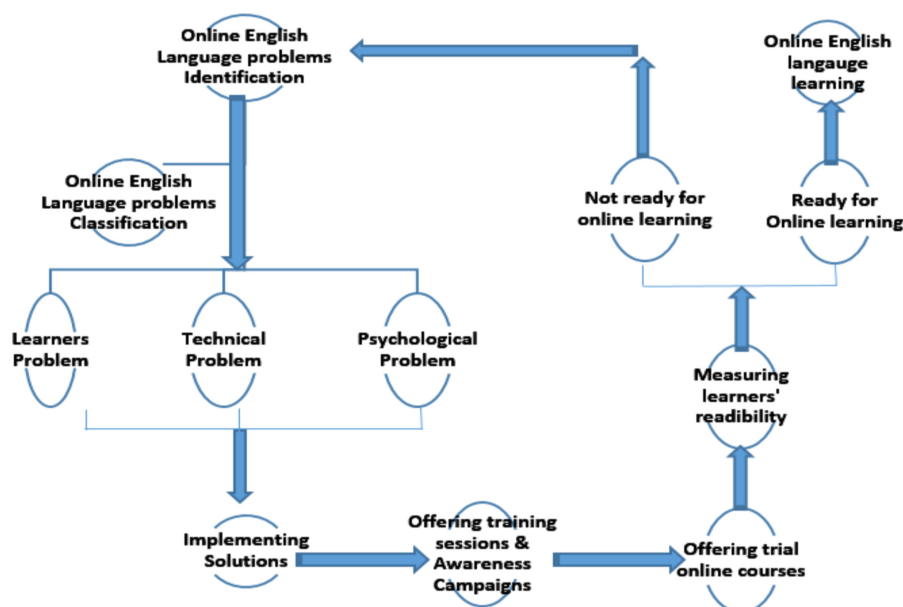 Online English
Language problems
Identification
Online English
Language problems
Classification
Learners
Problem
Technical
Problem
Psychological
Problem
Implementing
Solutions
Offering training
sessions &
Awareness
Campaigns
Offering trial
online courses
Measuring
learners'
readibility
Not ready for
online learning
Ready for
Online learning
Online English
langauge
learning